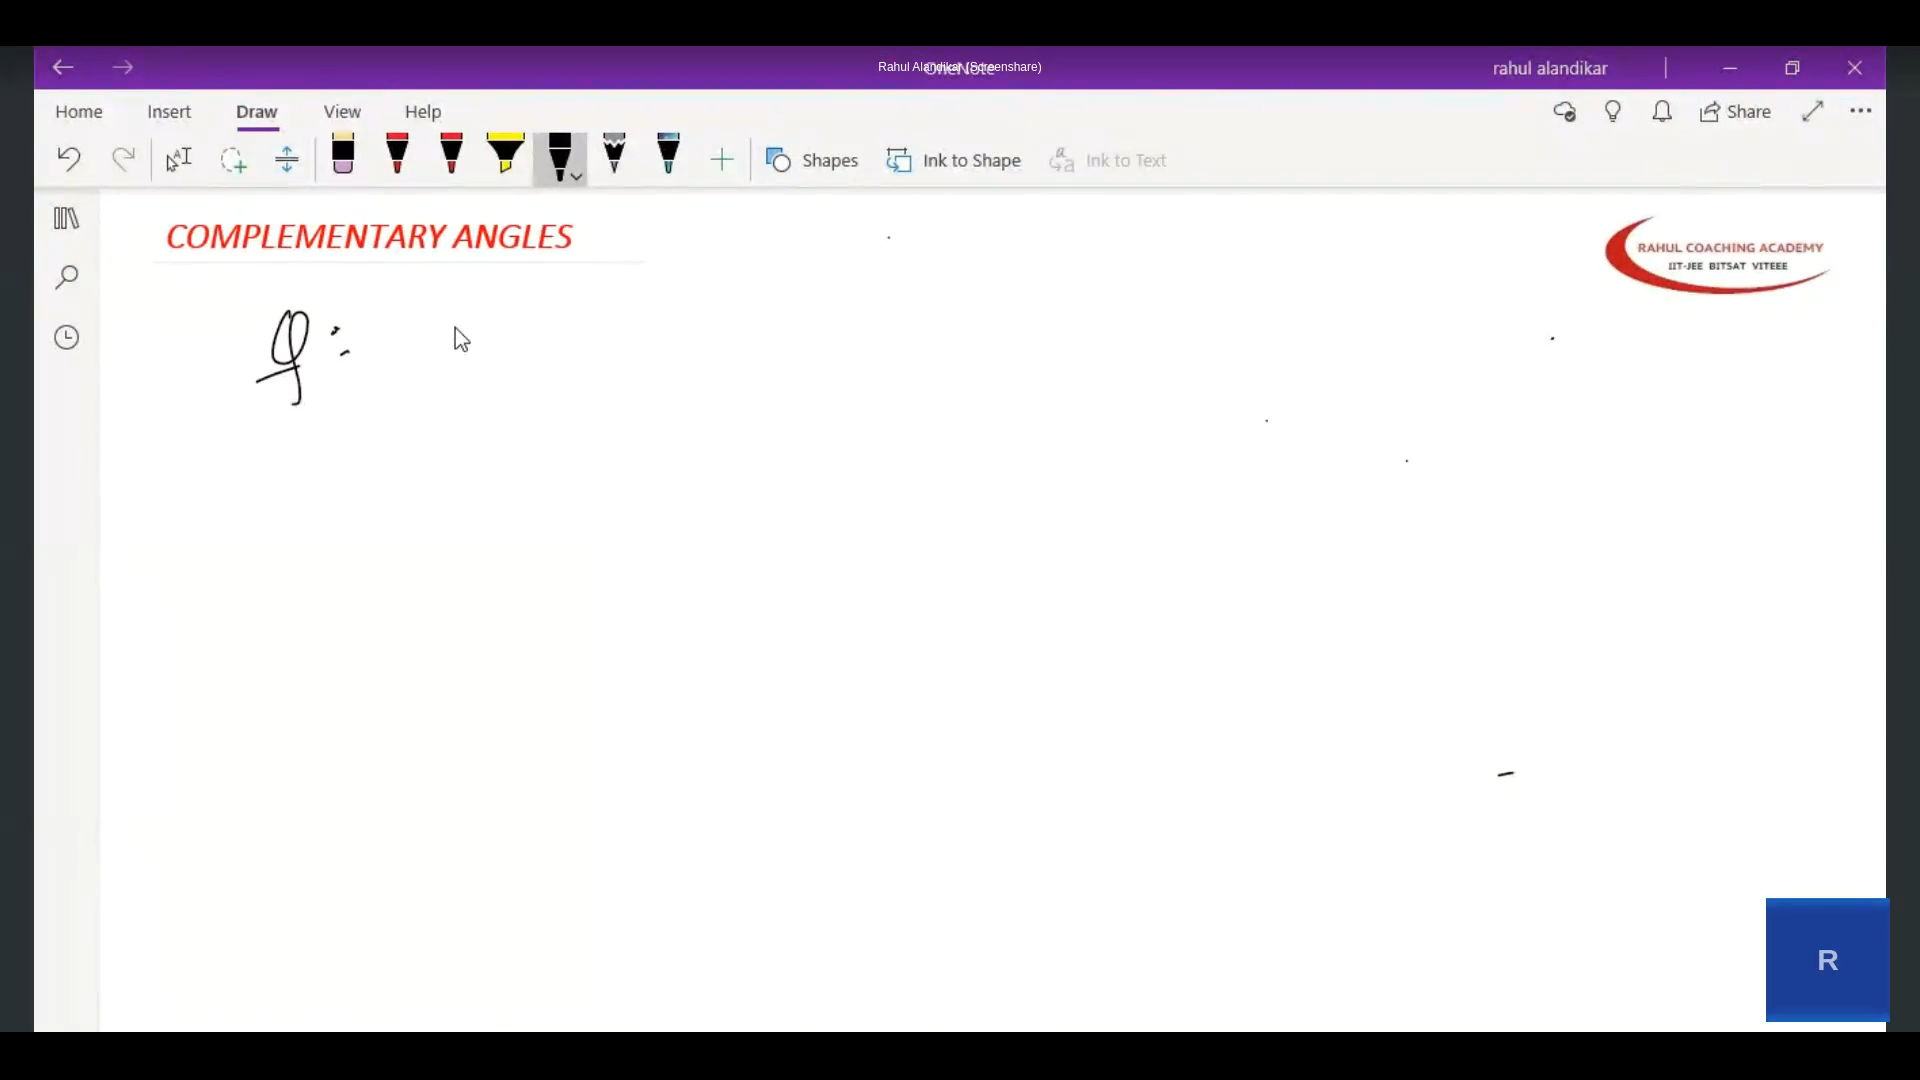 Rahul Alandikar (Screenshare)
OneNote
rahul alandikar
Home Insert Draw View Help
Share
Shapes Ink to Shape Ink to Text
COMPLEMENTARY ANGLES
RAHUL COACHING ACADEMY
IIT-JEE BITSAT VITEEE
Q:
R